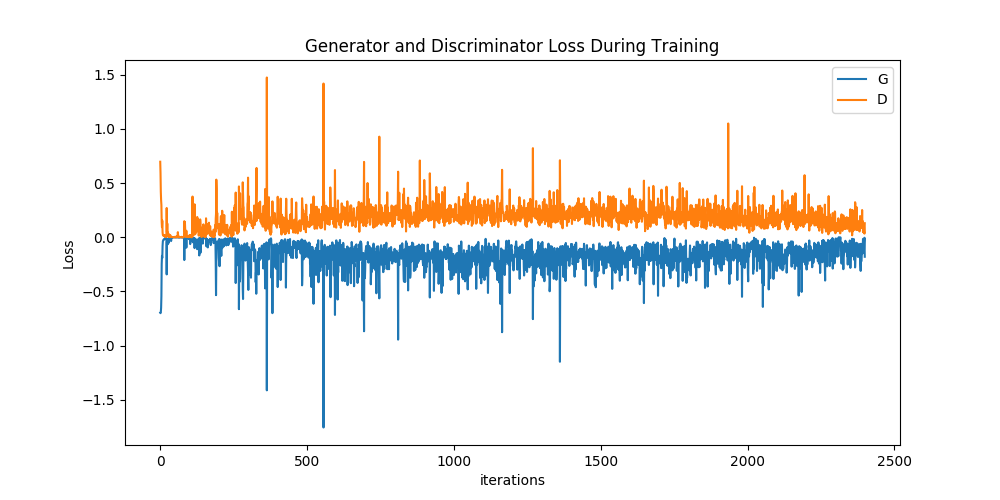 Generator and Discriminator Loss During Training
G
D
Loss
1.5
1.0
0.5
0.0
−0.5
−1.0
−1.5
0
500
1000
1500
2000
2500
iterations